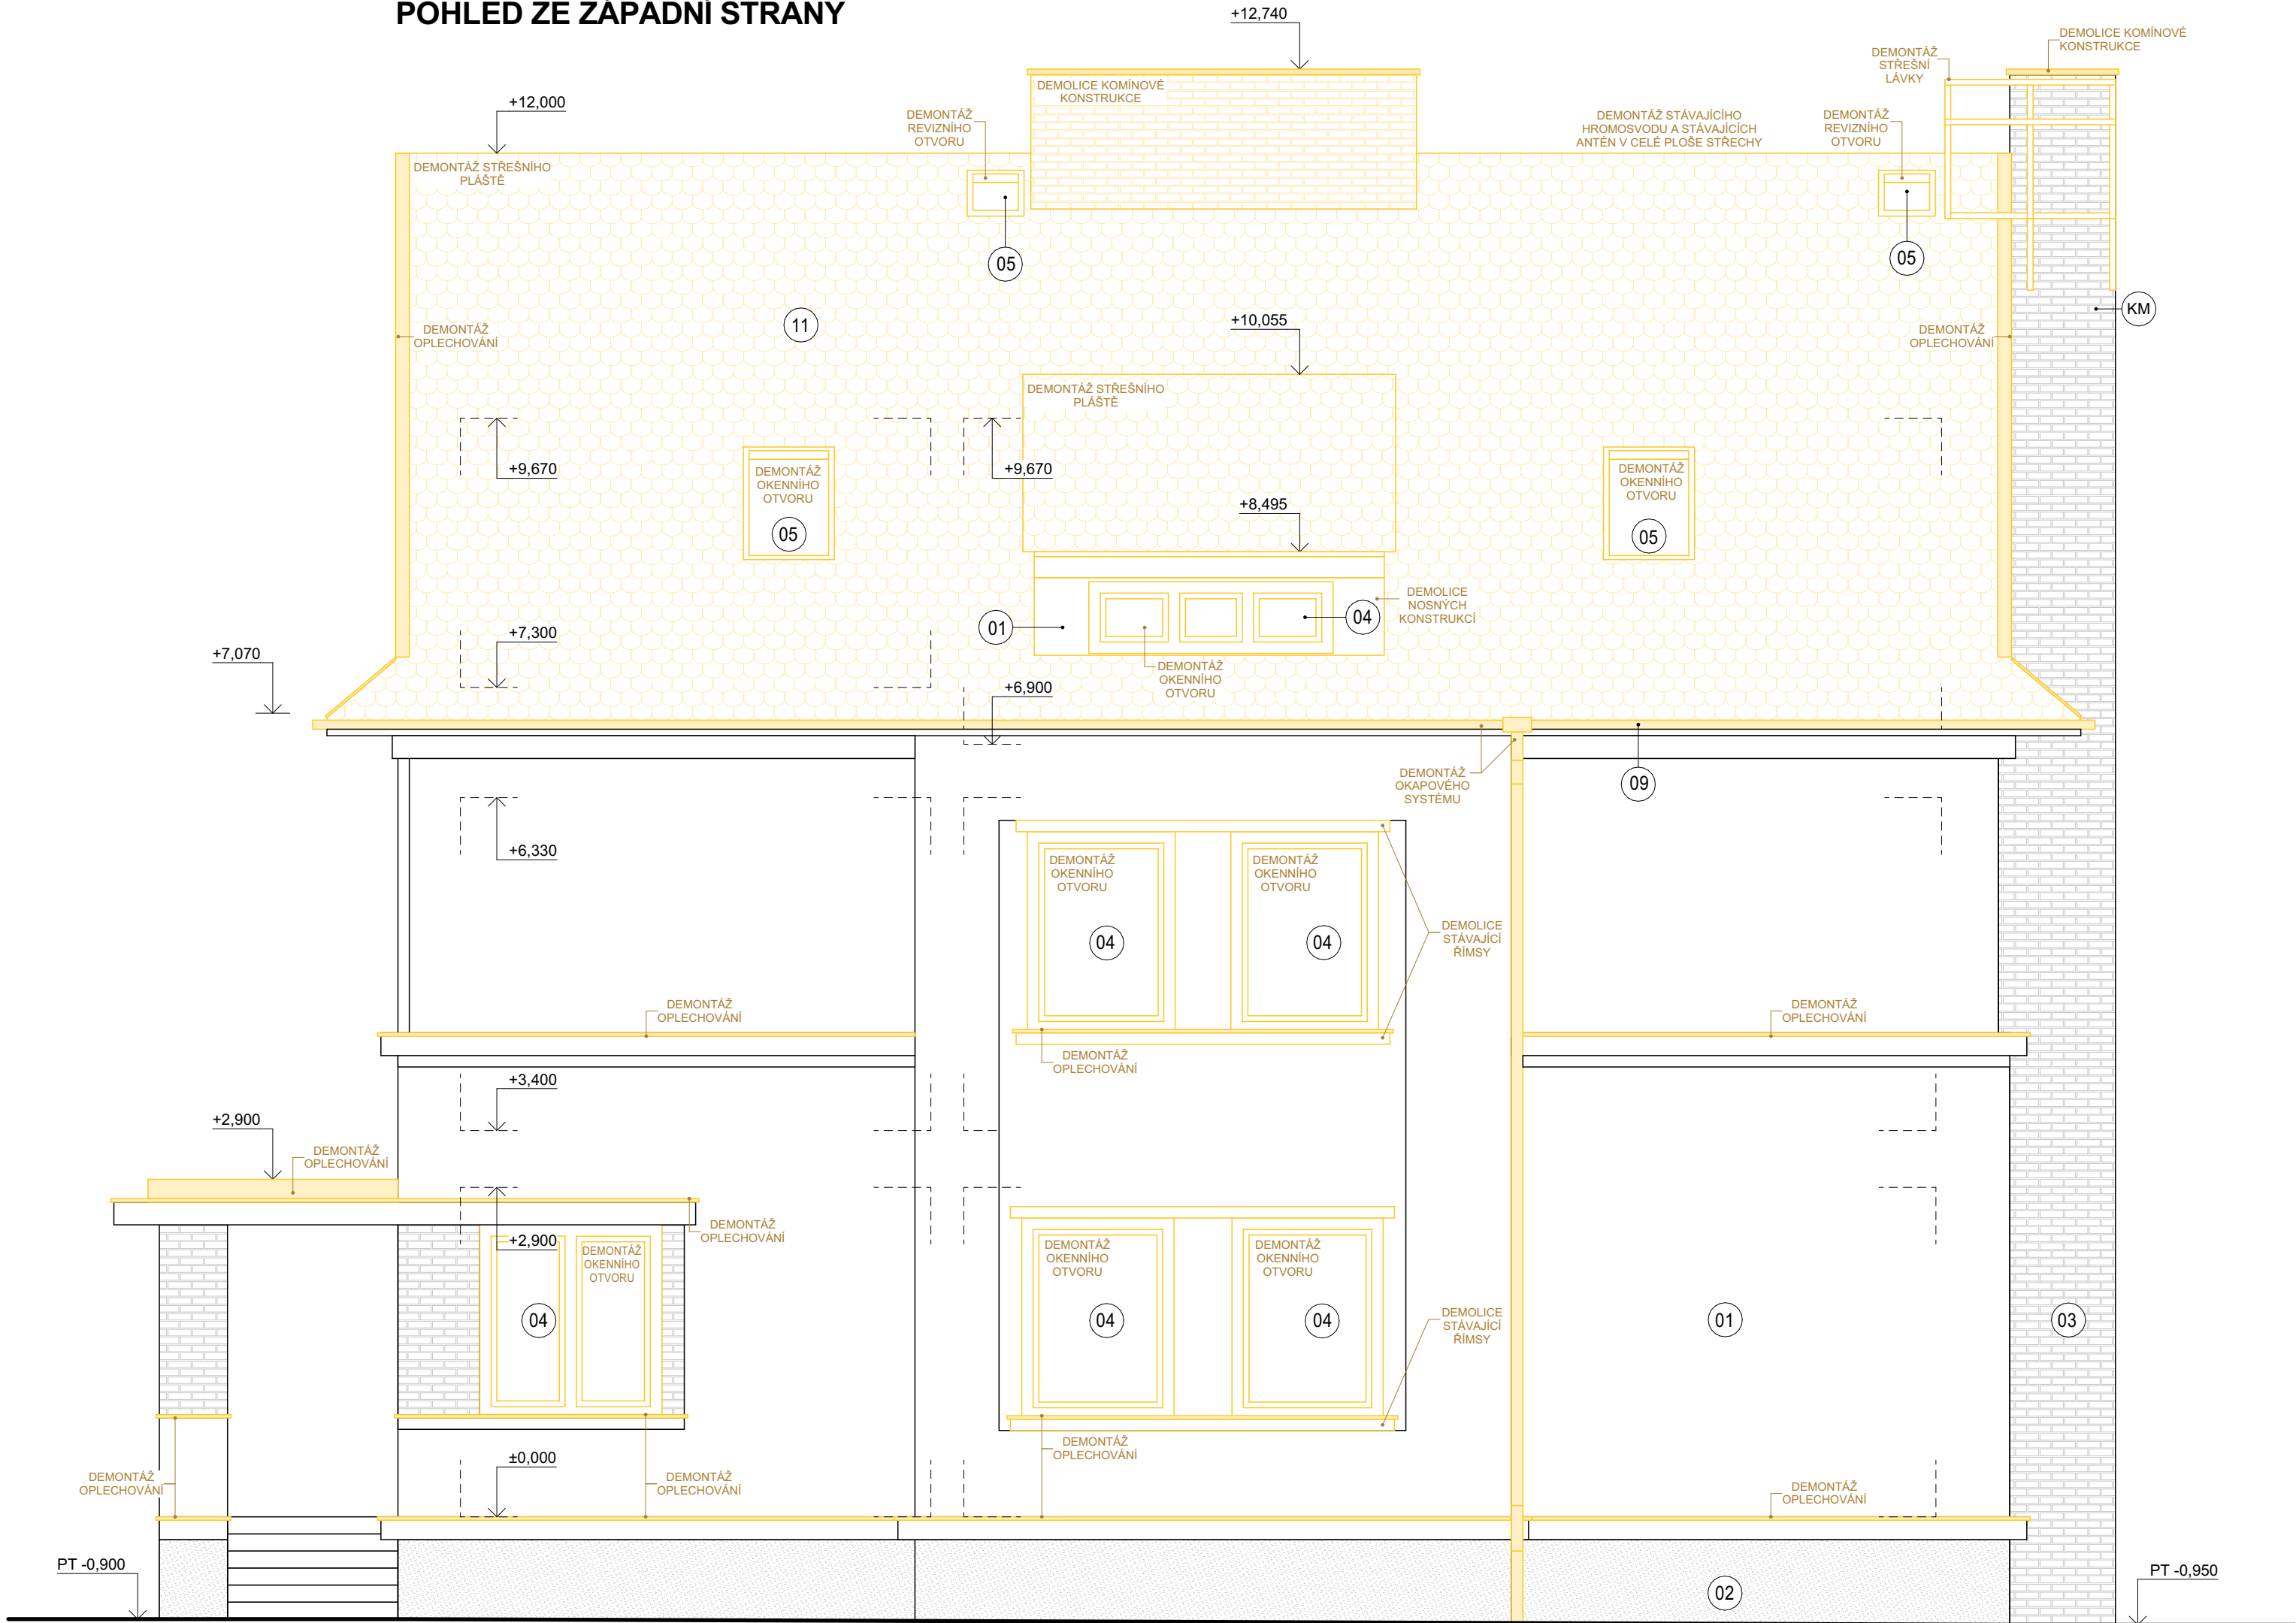 POHLED ZE ZÁPADNÍ STRANY
+12,740
DEMOLICE KOMÍNOVÉ
KONSTRUKCE
DEMONTÁŽ
STŘEŠNÍ
LÁVKY
DEMOLICE KOMÍNOVÉ
KONSTRUKCE
+12,000
DEMONTÁŽ
REVIZNÍHO
OTVORU
DEMONTÁŽ STÁVAJÍCÍHO
HROMOSVODU A STÁVAJÍCÍCH
ANTÉN V CELÉ PLOŠE STŘECHY
DEMONTÁŽ
REVIZNÍHO
OTVORU
DEMONTÁŽ STŘEŠNÍHO
PLÁŠTĚ
05
05
11
+10,055
KM
DEMONTÁŽ
OPLECHOVÁNÍ
DEMONTÁŽ
OPLECHOVÁNÍ
DEMONTÁŽ STŘEŠNÍHO
PLÁŠTĚ
+9,670
+9,670
DEMONTÁŽ
OKENNÍHO
OTVORU
05
DEMONTÁŽ
OKENNÍHO
OTVORU
05
+8,495
DEMOLICE
NOSNÝCH
KONSTRUKCÍ
01
04
+7,300
+7,070
DEMONTÁŽ
OKENNÍHO
OTVORU
+6,900
DEMONTÁŽ
OKAPOVÉHO
SYSTÉMU
09
+6,330
DEMONTÁŽ
OKENNÍHO
OTVORU
DEMONTÁŽ
OKENNÍHO
OTVORU
04
04
DEMOLICE
STÁVAJÍCÍ
ŘÍMSY
DEMONTÁŽ
OPLECHOVÁNÍ
DEMONTÁŽ
OPLECHOVÁNÍ
DEMONTÁŽ
OPLECHOVÁNÍ
+3,400
+2,900
DEMONTÁŽ
OPLECHOVÁNÍ
DEMONTÁŽ
OPLECHOVÁNÍ
+2,900
DEMONTÁŽ
OKENNÍHO
OTVORU
DEMONTÁŽ
OKENNÍHO
OTVORU
DEMONTÁŽ
OKENNÍHO
OTVORU
04
04
04
DEMOLICE
STÁVAJÍCÍ
ŘÍMSY
01
03
DEMONTÁŽ
OPLECHOVÁNÍ
±0,000
DEMONTÁŽ
OPLECHOVÁNÍ
DEMONTÁŽ
OPLECHOVÁNÍ
DEMONTÁŽ
OPLECHOVÁNÍ
PT -0,900
02
PT -0,950